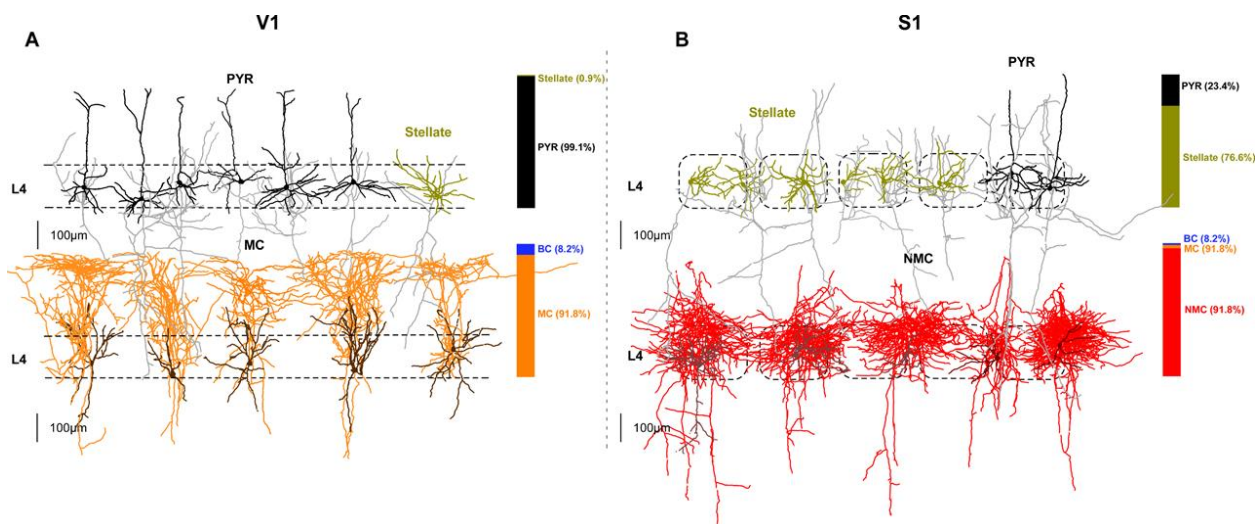 V1
S1
A
B
PYR
Stellate
Stellate (0.9%)
PYR (99.1%)
L4
100µm
MC
BC (8.2%)
MC (91.8%)
L4
100µm
PYR
Stellate
PYR (23.4%)
Stellate (76.6%)
L4
100µm
NMC
BC (8.2%)
MC (91.8%)
NMC (91.8%)
L4
100µm